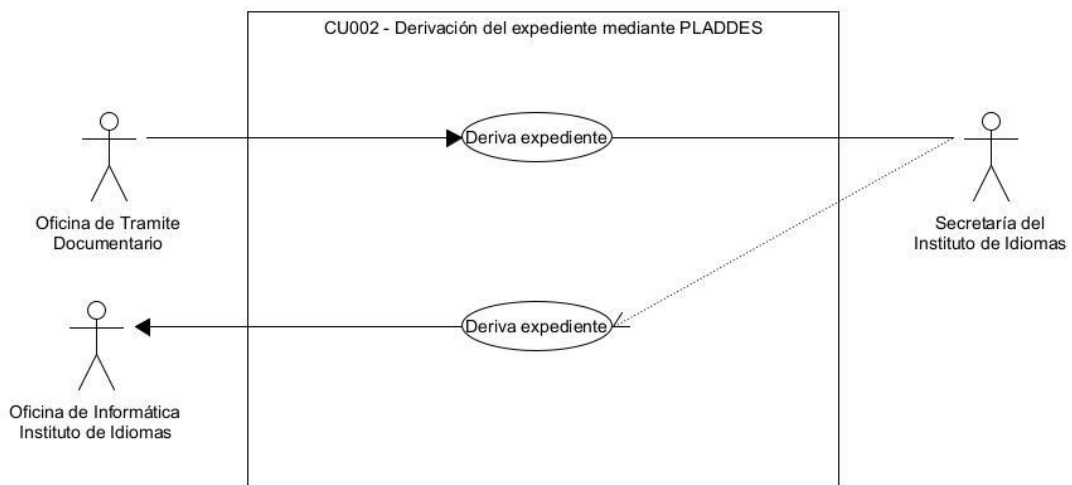 CU002 - Derivación del expediente mediante PLADDES
Deriva expediente
Oficina de Tramite
Documentario
Secretaría del
Instituto de Idiomas
Deriva expediente
Oficina de Informática
Instituto de Idiomas